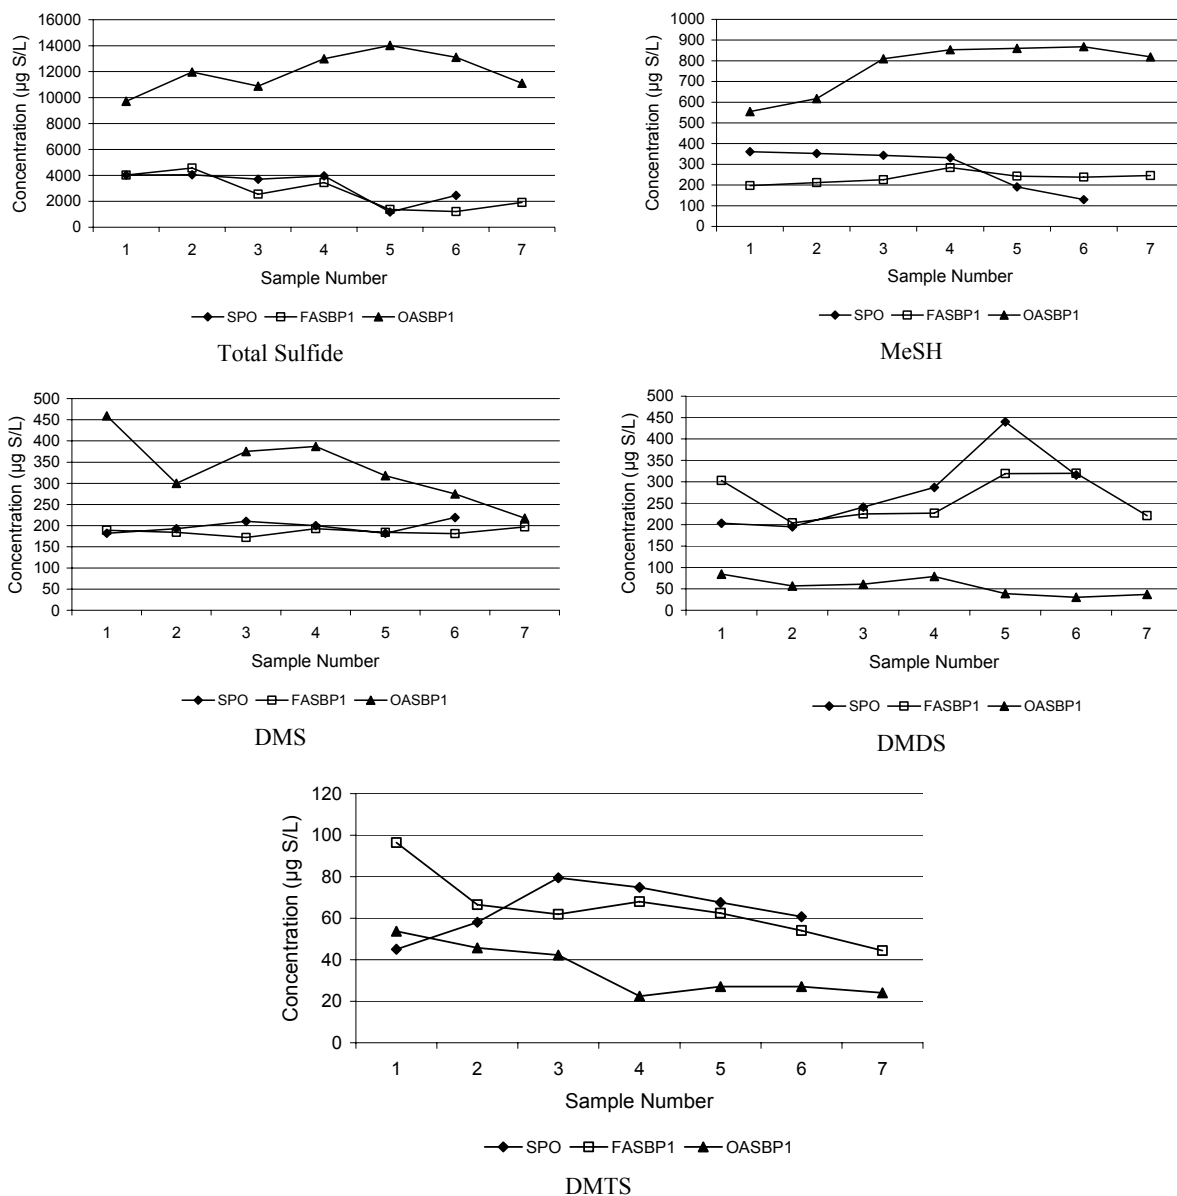 Concentration (µg S/L)
16000
14000
12000
10000
8000
6000
4000
2000
0
1 2 3 4 5 6 7
Sample Number
SPO FASBP1 OASBP1
Total Sulfide
Concentration (µg S/L)
1000
900
800
700
600
500
400
300
200
100
0
1 2 3 4 5 6 7
Sample Number
SPO FASBP1 OASBP1
MeSH
Concentration (µg S/L)
500
450
400
350
300
250
200
150
100
50
0
1 2 3 4 5 6 7
Sample Number
SPO FASBP1 OASBP1
DMS
Concentration (µg S/L)
500
450
400
350
300
250
200
150
100
50
0
1 2 3 4 5 6 7
Sample Number
SPO FASBP1 OASBP1
DMDS
Concentration (µg S/L)
120
100
80
60
40
20
0
1 2 3 4 5 6 7
Sample Number
SPO FASBP1 OASBP1
DMTS